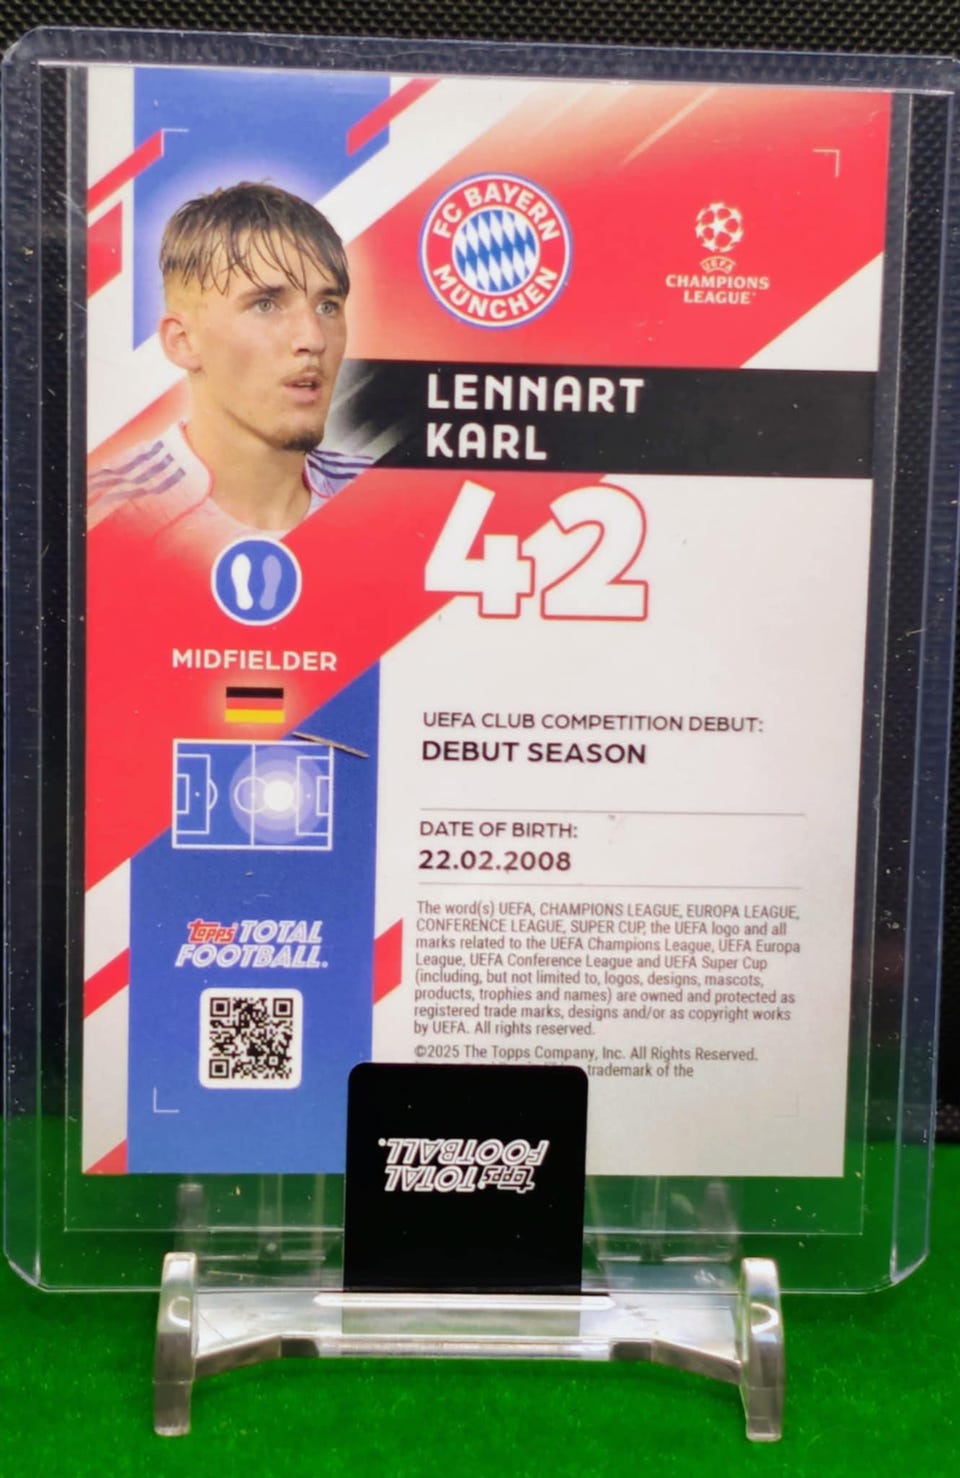 FC BAYERN
MÜNCHEN
UEFA
CHAMPIONS
LEAGUE
LENNART
KARL
42
MIDFIELDER
UEFA CLUB COMPETITION DEBUT:
DEBUT SEASON
DATE OF BIRTH:
22.02.2008
The word(s) UEFA, CHAMPIONS LEAGUE, EUROPA LEAGUE,
CONFERENCE LEAGUE, SUPER CUP, the UEFA logo and all
marks related to the UEFA Champions League, UEFA Europa
League, UEFA Conference League and UEFA Super Cup
(including, but not limited to, logos, designs, mascots,
products, trophies and names) are owned and protected as
registered trade marks, designs and/or as copyright works
by UEFA. All rights reserved.
©2025 The Topps Company, Inc. All Rights Reserved.
trademark of the
Topps TOTAL
FOOTBALL.
Topps TOTAL
FOOTBALL.